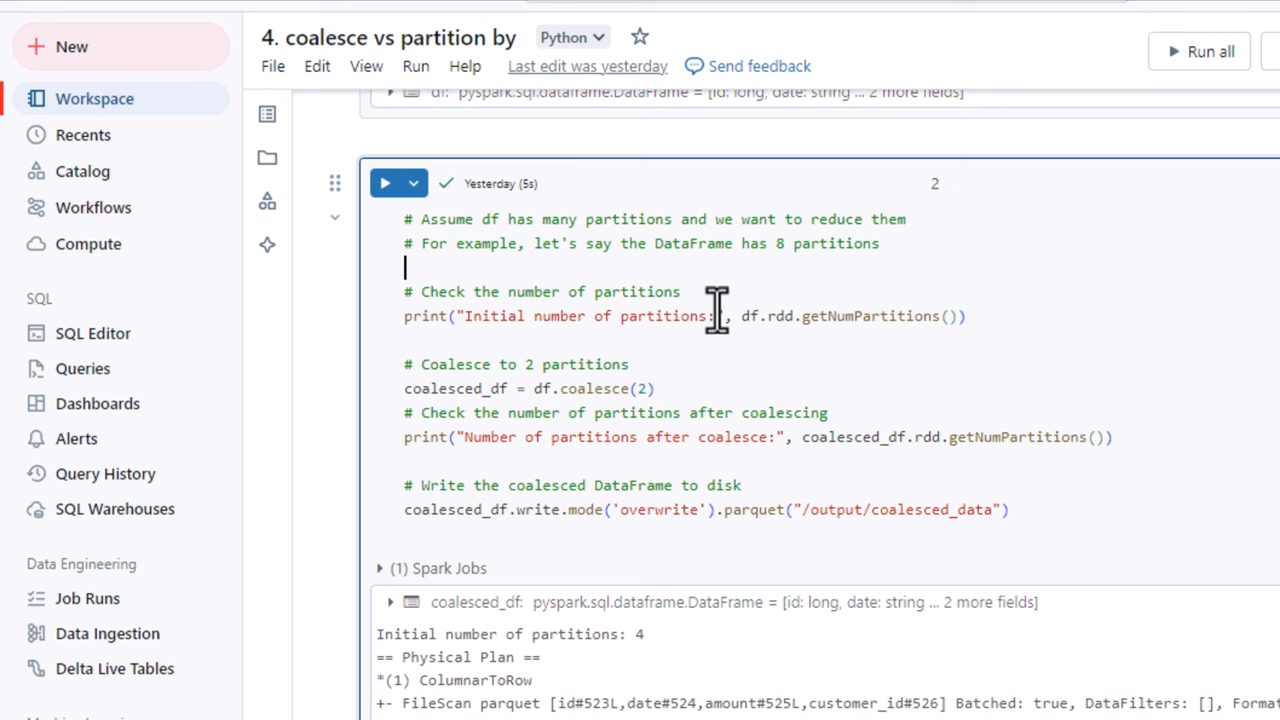 New
4. coalesce vs partition by
Python
File Edit View Run Help Last edit was yesterday Send feedback
Run all
Workspace
Recents
Catalog
Workflows
Compute
SQL
SQL Editor
Queries
Dashboards
Alerts
Query History
SQL Warehouses
Data Engineering
Job Runs
Data Ingestion
Delta Live Tables
df: pyspark.sql.dataframe.DataFrame = [id: long, date: string ... 2 more fields]
Yesterday (5s)
2
# Assume df has many partitions and we want to reduce them
# For example, let's say the DataFrame has 8 partitions
# Check the number of partitions
print("Initial number of partitions:", df.rdd.getNumPartitions())
# Coalesce to 2 partitions
coalesced_df = df.coalesce(2)
# Check the number of partitions after coalescing
print("Number of partitions after coalesce:", coalesced_df.rdd.getNumPartitions())
# Write the coalesced DataFrame to disk
coalesced_df.write.mode('overwrite').parquet("/output/coalesced_data")
(1) Spark Jobs
coalesced_df: pyspark.sql.dataframe.DataFrame = [id: long, date: string ... 2 more fields]
Initial number of partitions: 4
== Physical Plan ==
*(1) ColumnarToRow
+- FileScan parquet [id#523L,date#524,amount#525L,customer_id#526] Batched: true, DataFilters: [], Format